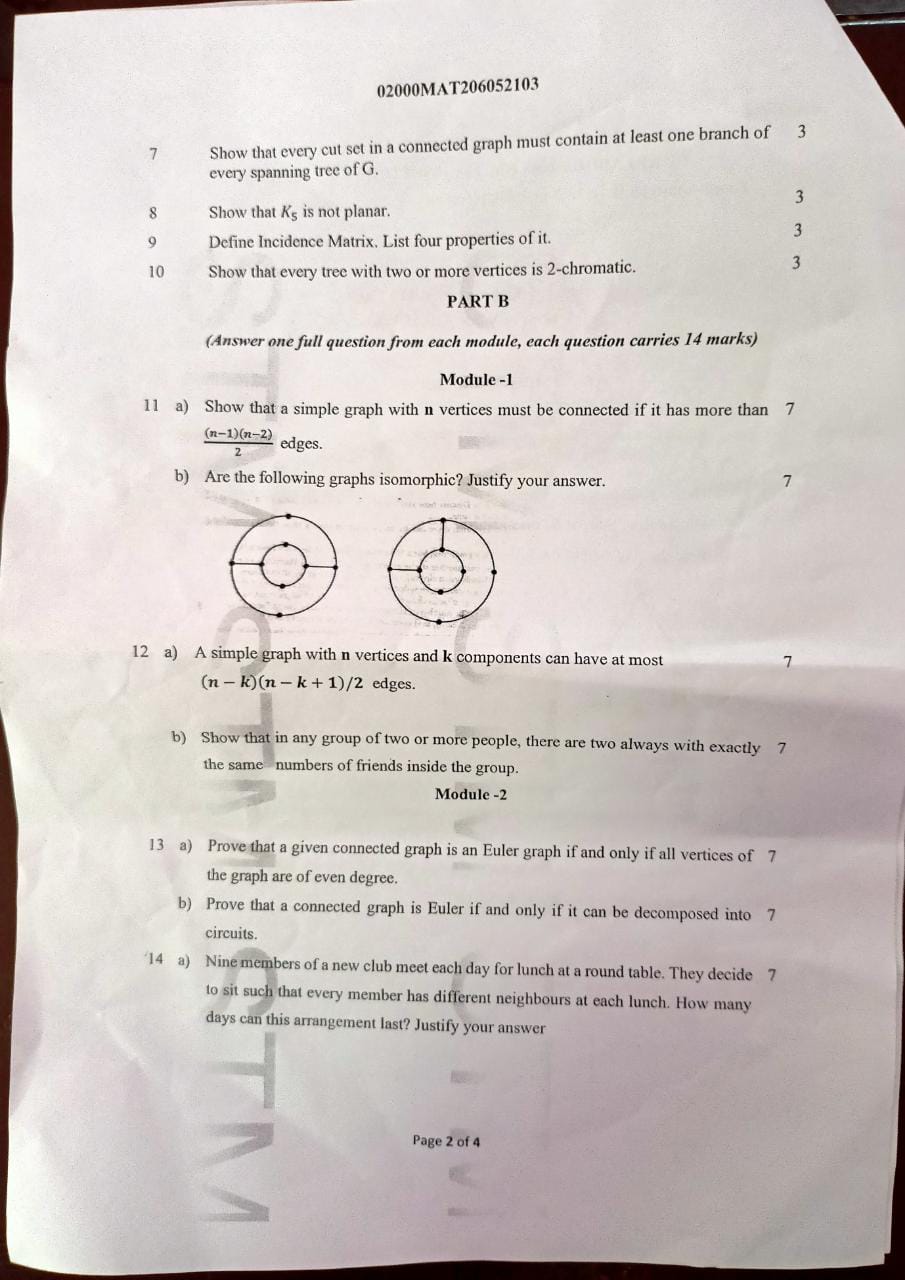 02000MAT206052103
7 Show that every cut set in a connected graph must contain at least one branch of 3
every spanning tree of G.
8 Show that K₅ is not planar. 3
9 Define Incidence Matrix. List four properties of it. 3
10 Show that every tree with two or more vertices is 2-chromatic. 3
PART B
(Answer one full question from each module, each question carries 14 marks)
Module -1
11 a) Show that a simple graph with n vertices must be connected if it has more than 7
(n−1)(n−2)/2 edges.
b) Are the following graphs isomorphic? Justify your answer. 7
12 a) A simple graph with n vertices and k components can have at most 7
(n − k)(n − k + 1)/2 edges.
b) Show that in any group of two or more people, there are two always with exactly 7
the same numbers of friends inside the group.
Module -2
13 a) Prove that a given connected graph is an Euler graph if and only if all vertices of 7
the graph are of even degree.
b) Prove that a connected graph is Euler if and only if it can be decomposed into 7
circuits.
14 a) Nine members of a new club meet each day for lunch at a round table. They decide 7
to sit such that every member has different neighbours at each lunch. How many
days can this arrangement last? Justify your answer
Page 2 of 4